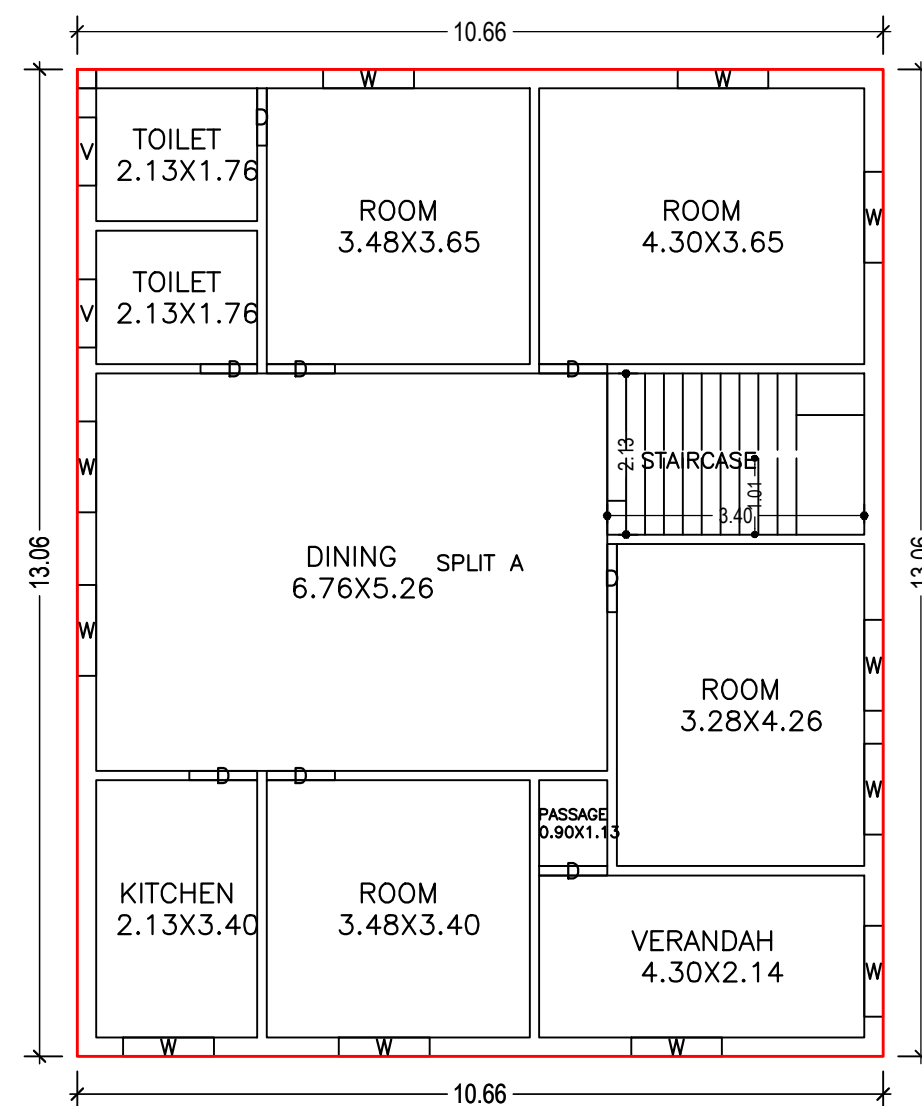 10.66
W
W
D
TOILET
2.13X1.76
V
ROOM
3.48X3.65
ROOM
4.30X3.65
W
TOILET
2.13X1.76
V
D
D
D
2.13
STAIRCASE
1.01
3.40
W
13.06
13.06
DINING
6.76X5.26
SPLIT A
D
W
W
ROOM
3.28X4.26
W
D
D
PASSAGE
0.90X1.13
D
KITCHEN
2.13X3.40
ROOM
3.48X3.40
VERANDAH
4.30X2.14
W
W
W
W
10.66